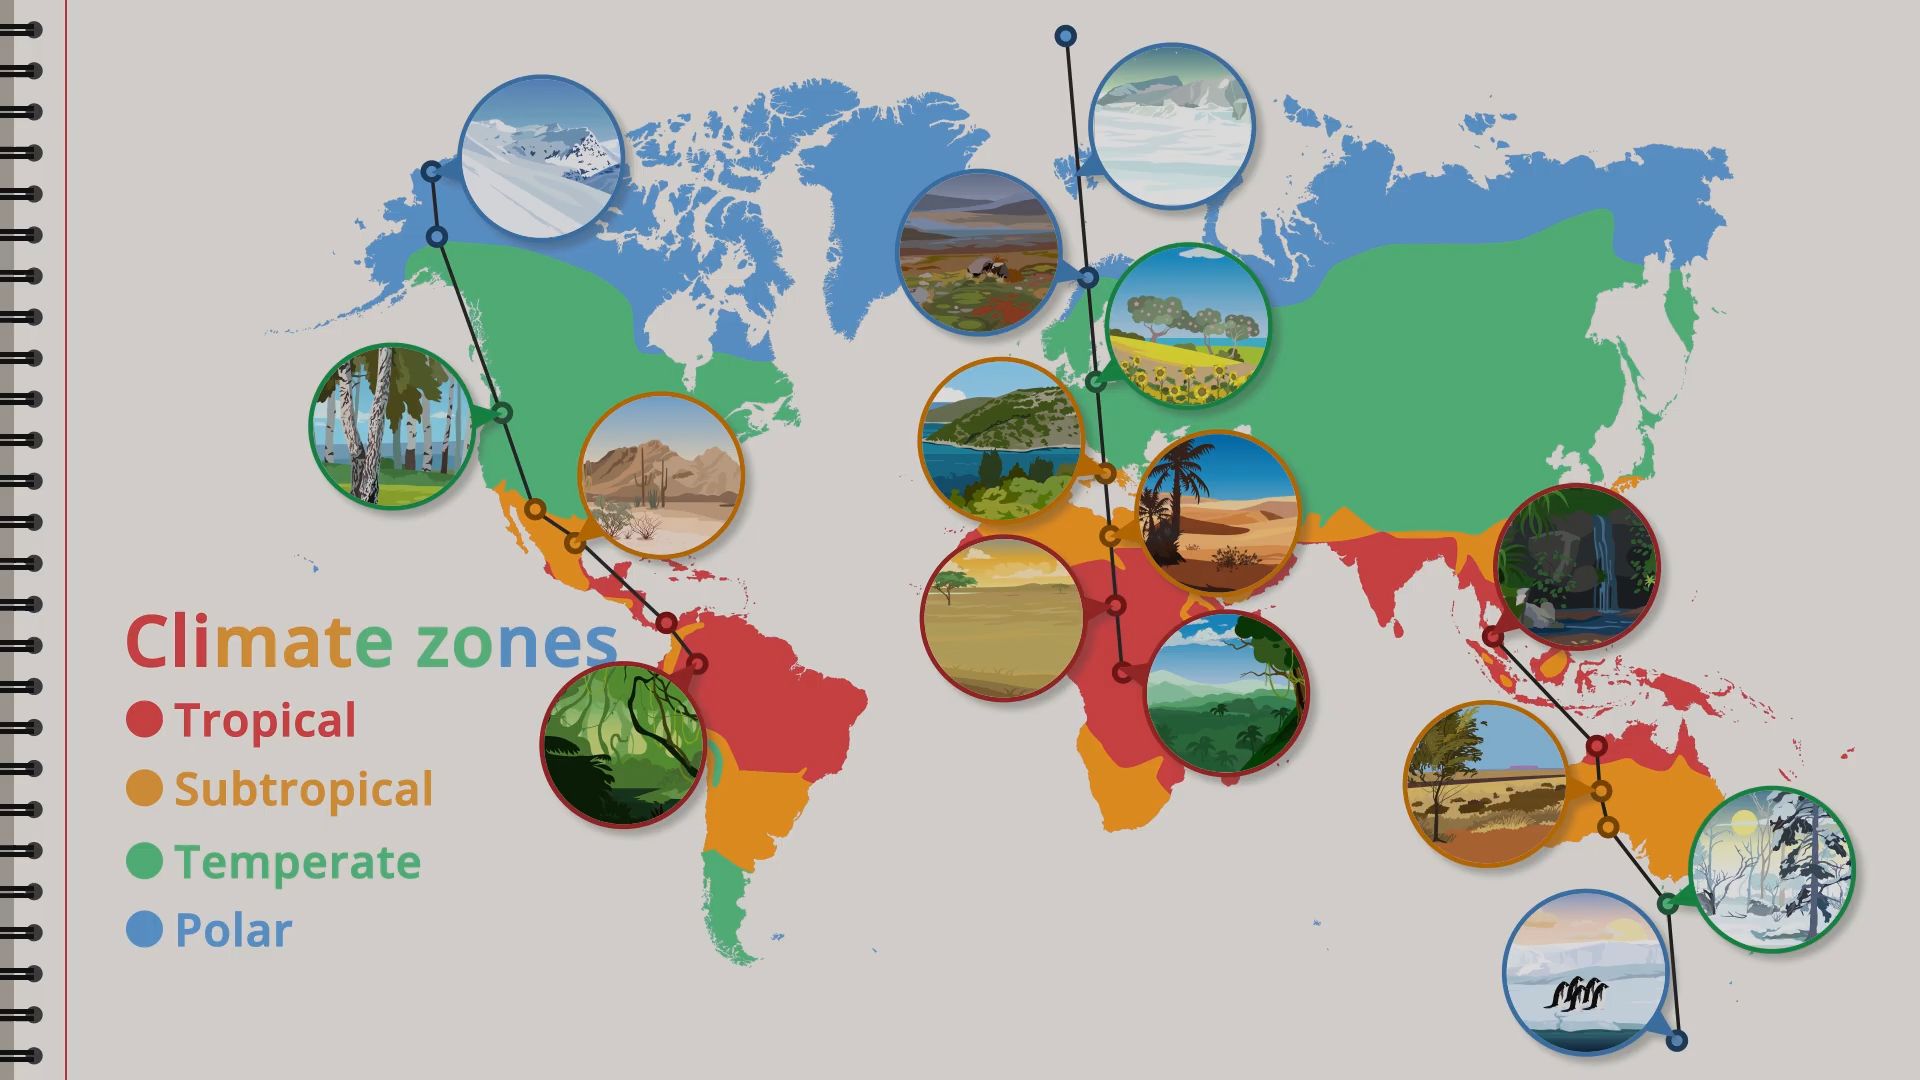 Climate zones
Tropical
Subtropical
Temperate
Polar